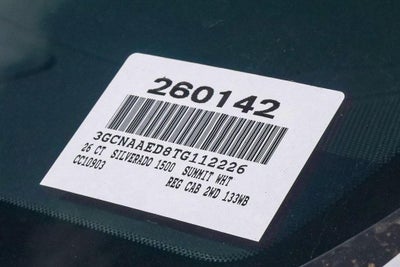 260142
3GCNAAED8TG112226
26 CT SILVERADO 1500 SUMMIT WHT
CC10903 REG CAB 2WD 133WB